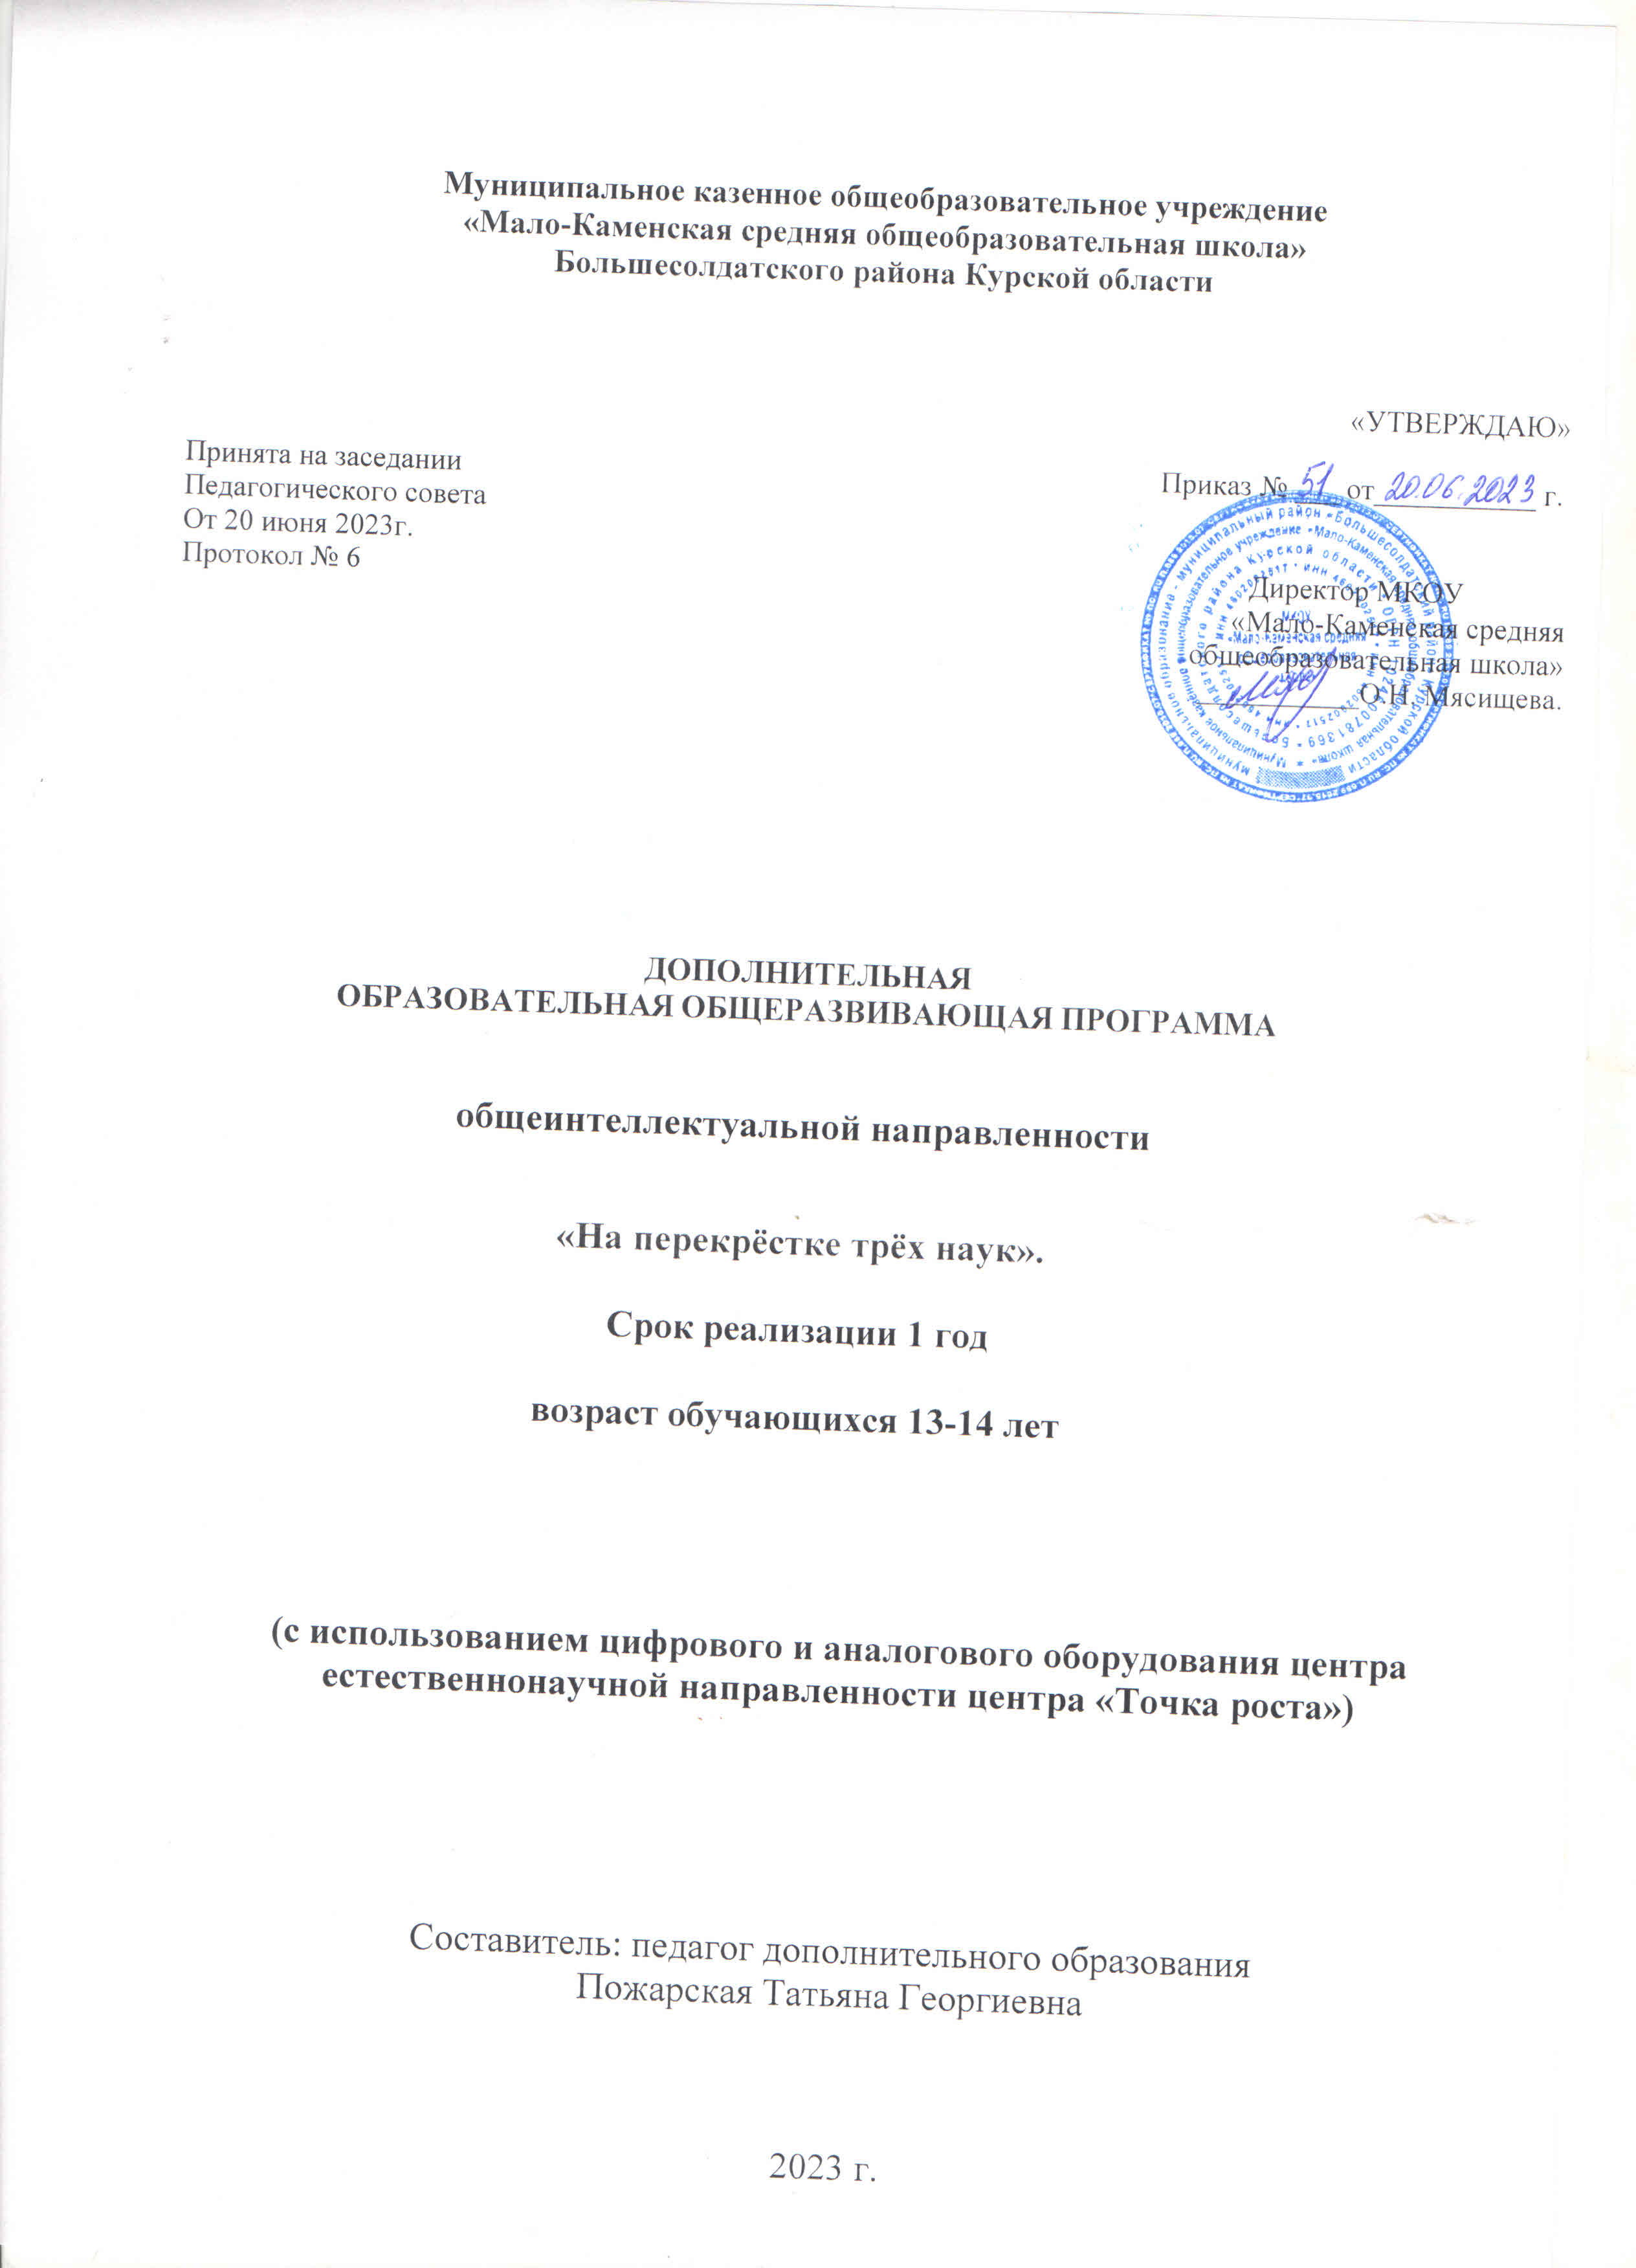 Муниципальное казенное общеобразовательное учреждение
«Мало-Каменская средняя общеобразовательная школа»
Большесолдатского района Курской области
Принята на заседании
Педагогического совета
От 20 июня 2023г.
Протокол № 6
«УТВЕРЖДАЮ»
Приказ № 51 от 20.06.2023 г.
Директор МКОУ
«Мало-Каменская средняя
общеобразовательная школа»
О.Н. Мясищева.
ДОПОЛНИТЕЛЬНАЯ
ОБРАЗОВАТЕЛЬНАЯ ОБЩЕРАЗВИВАЮЩАЯ ПРОГРАММА
общеинтеллектуальной направленности
«На перекрёстке трёх наук».
Срок реализации 1 год
возраст обучающихся 13-14 лет
(с использованием цифрового и аналогового оборудования центра
естественнонаучной направленности центра «Точка роста»)
Составитель: педагог дополнительного образования
Пожарская Татьяна Георгиевна
2023 г.